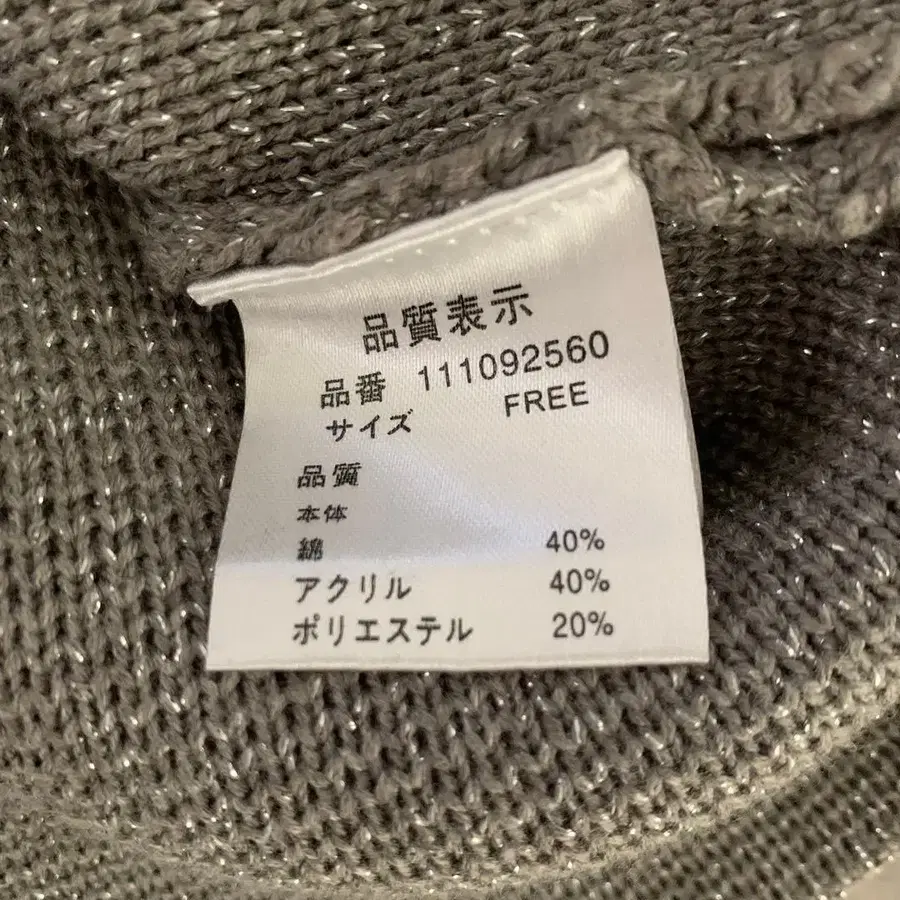 品質表示
品番 111092560
サイズ FREE
品質
本体
綿 40%
アクリル 40%
ポリエステル 20%